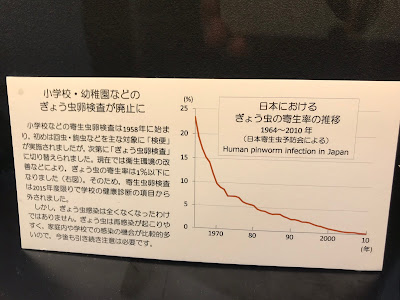 小学校・幼稚園などの
ぎょう虫卵検査が廃止に
小学校などの寄生虫卵検査は1958年に始ま
り、初めは回虫・鉤虫などを主な対象に「検便」
が実施されましたが、次第に「ぎょう虫卵検査」
に切り替えられました。現在では衛生環境の改
善などにより、ぎょう虫の寄生率は1%以下に
なりました（右図）。そのため、寄生虫卵検査
は2015年度限りで学校の健康診断の項目から
外されました。
しかし、ぎょう虫感染は全くなくなったわけ
ではありません。ぎょう虫は再感染が起こりや
すく、家庭内や学校での感染の機会が比較的多
いので、今後も引き続き注意は必要です。
日本における
ぎょう虫の寄生率の推移
1964～2010 年
（日本寄生虫予防会による）
Human pinworm infection in Japan
25
(%)
20
15
10
5
0
1970
80
90
2000
10
(年)